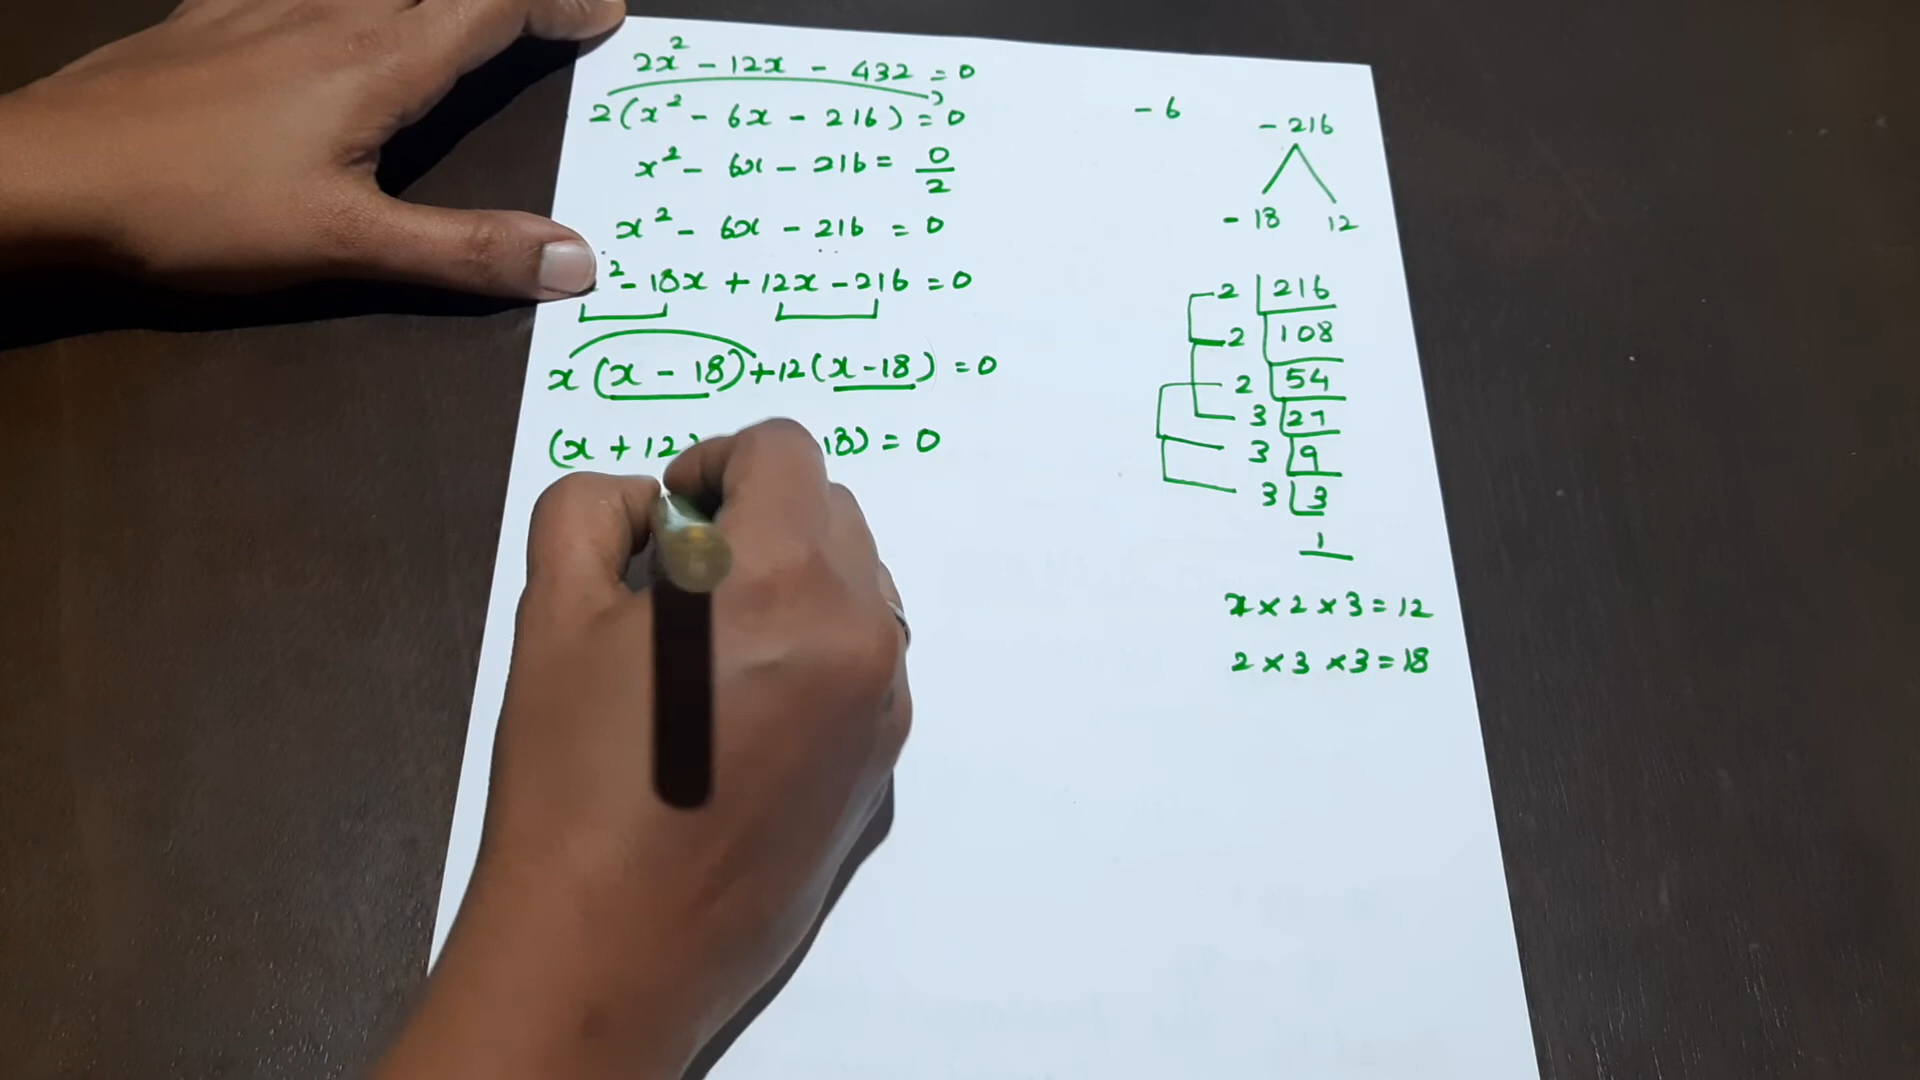 2x² - 12x - 432 = 0
2(x² - 6x - 216) = 0
x² - 6x - 216 = 0/2
x² - 6x - 216 = 0
² - 18x + 12x - 216 = 0
x(x - 18) + 12(x - 18) = 0
(x + 12) 18) = 0
- 6
- 216
- 18 12
2 | 216
2 | 108
2 | 54
3 | 27
3 | 9
3 | 3
1
2 × 2 × 3 = 12
2 × 3 × 3 = 18